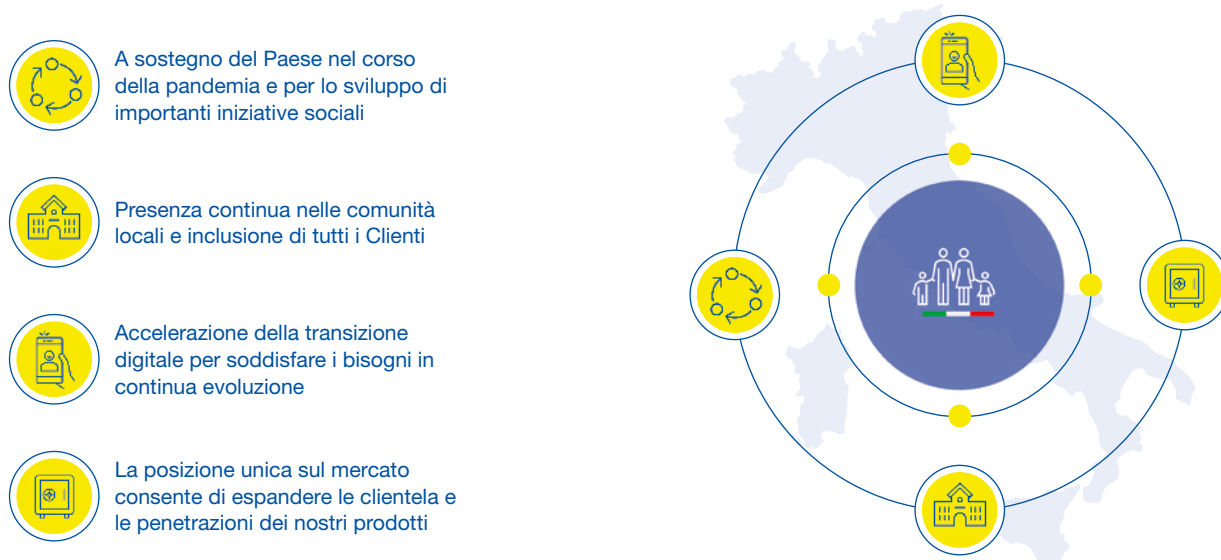 A sostegno del Paese nel corso
della pandemia e per lo sviluppo di
importanti iniziative sociali
Presenza continua nelle comunità
locali e inclusione di tutti i Clienti
Accelerazione della transizione
digitale per soddisfare i bisogni in
continua evoluzione
La posizione unica sul mercato
consente di espandere le clientela e
le penetrazioni dei nostri prodotti